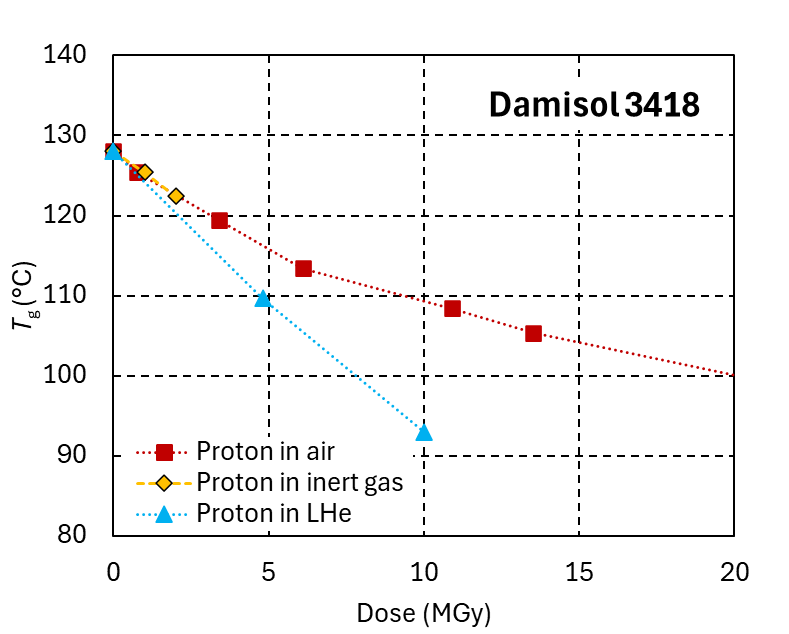 Damisol 3418
140
130
120
110
100
90
80
Tg (°C)
Proton in air
Proton in inert gas
Proton in LHe
0 5 10 15 20
Dose (MGy)